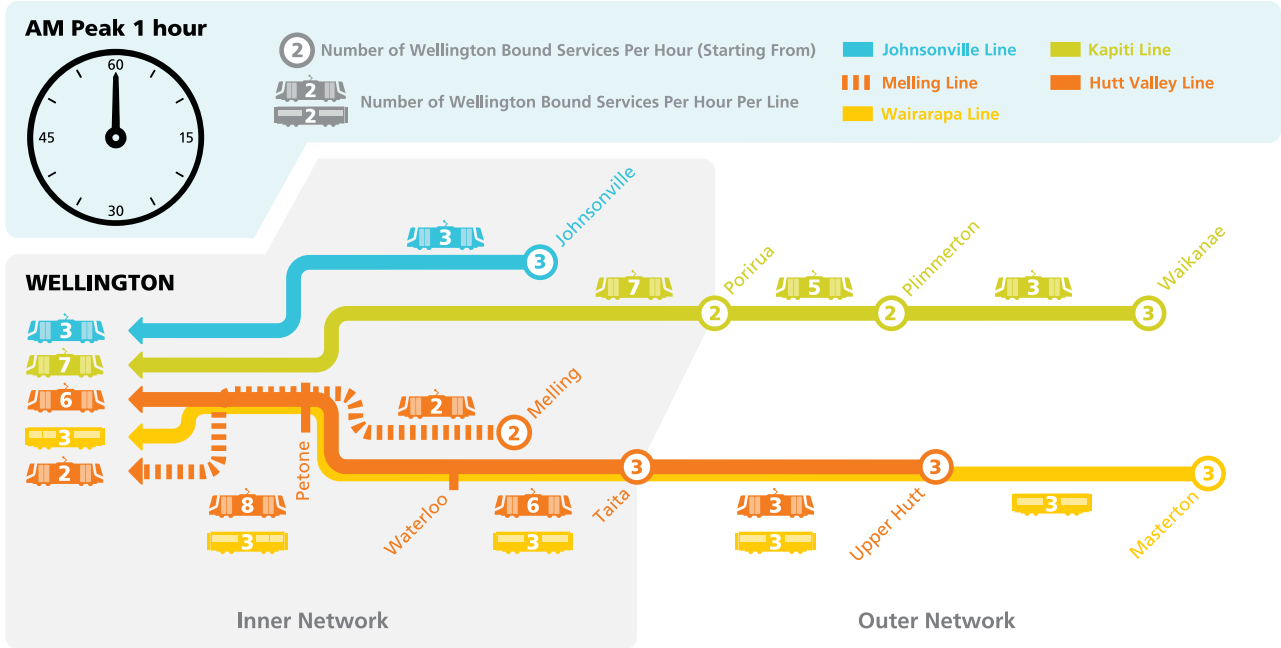 AM Peak 1 hour
60
45
15
30
2 Number of Wellington Bound Services Per Hour (Starting From)
2
2
Number of Wellington Bound Services Per Hour Per Line
Johnsonville Line
Kapiti Line
Melling Line
Hutt Valley Line
Wairarapa Line
WELLINGTON
3
7
6
3
2
3
Johnsonville
3
7
Porirua
2
5
Plimmerton
2
3
Waikanae
3
2
Melling
2
Petone
8
3
Waterloo
6
3
Taita
3
3
3
Upper Hutt
3
3
Masterton
3
Inner Network
Outer Network